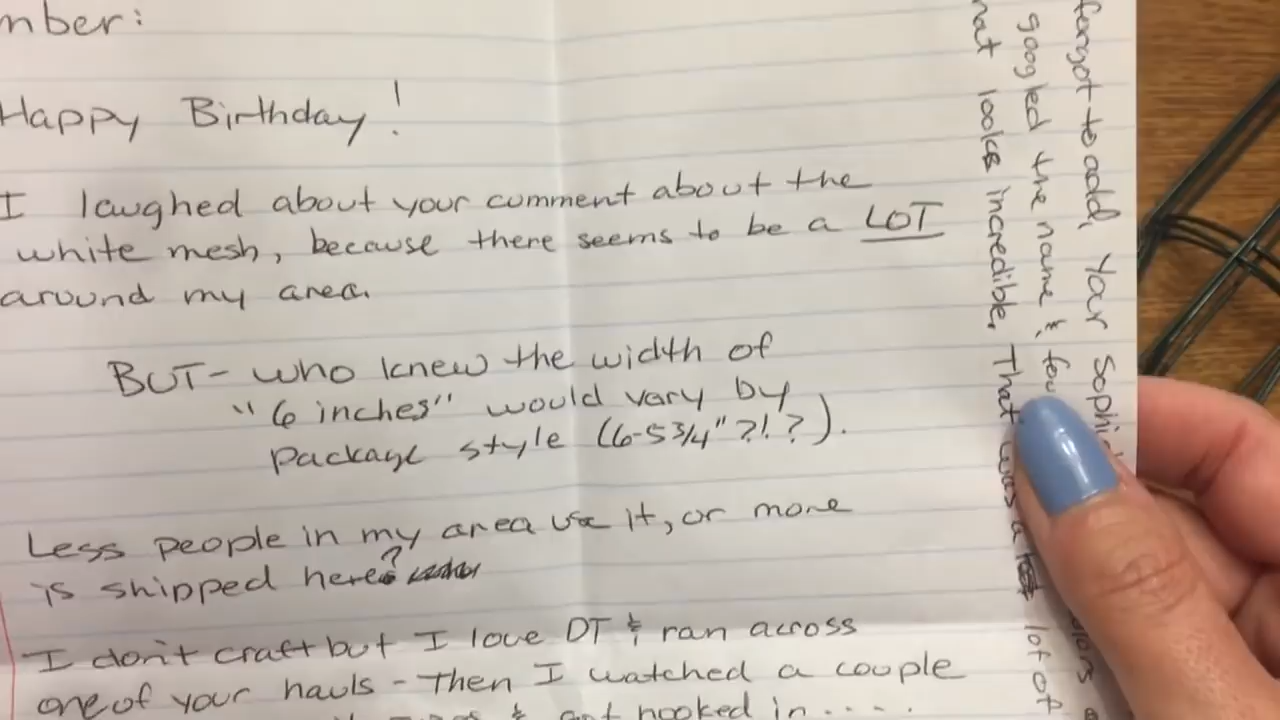 nber:
Happy Birthday!
I laughed about your comment about the
white mesh, because there seems to be a LOT
around my area.
BUT- who knew the width of
"6 inches" would vary by
package style (6-5 3/4" ?!?).
Less people in my area use it, or more
is shipped here?
I don't craft but I love DT & ran across
one of your hauls - Then I watched a couple
& got hooked in....
forgot to add, your Sophi
googled the name & fou
hat looks incredible. That was a lot of